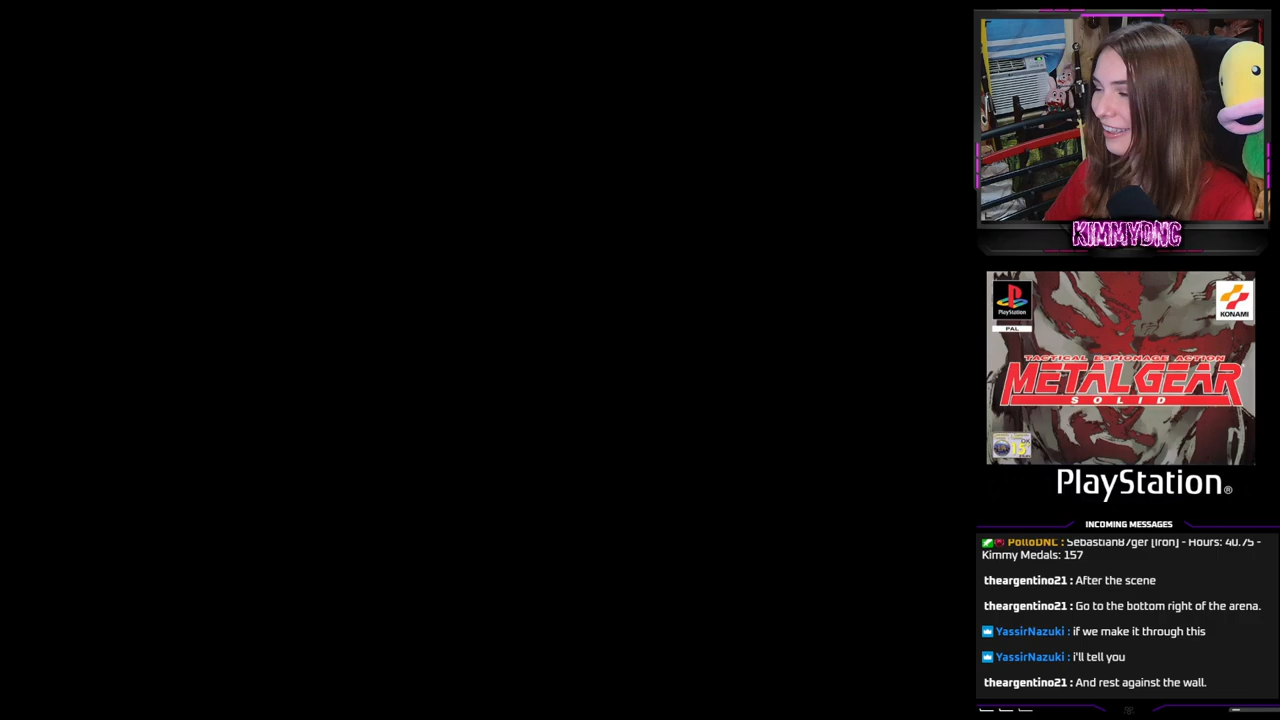 KIMMYDNC
PlayStation
PAL
KONAMI
TACTICAL ESPIONAGE ACTION
METAL GEAR
SOLID
15
PlayStation®
INCOMING MESSAGES
PolloDNC : Sebastian87ger [Iron] - Hours: 40.75 -
Kimmy Medals: 157
theargentino21 : After the scene
theargentino21 : Go to the bottom right of the arena.
YassirNazuki : if we make it through this
YassirNazuki : i'll tell you
theargentino21 : And rest against the wall.